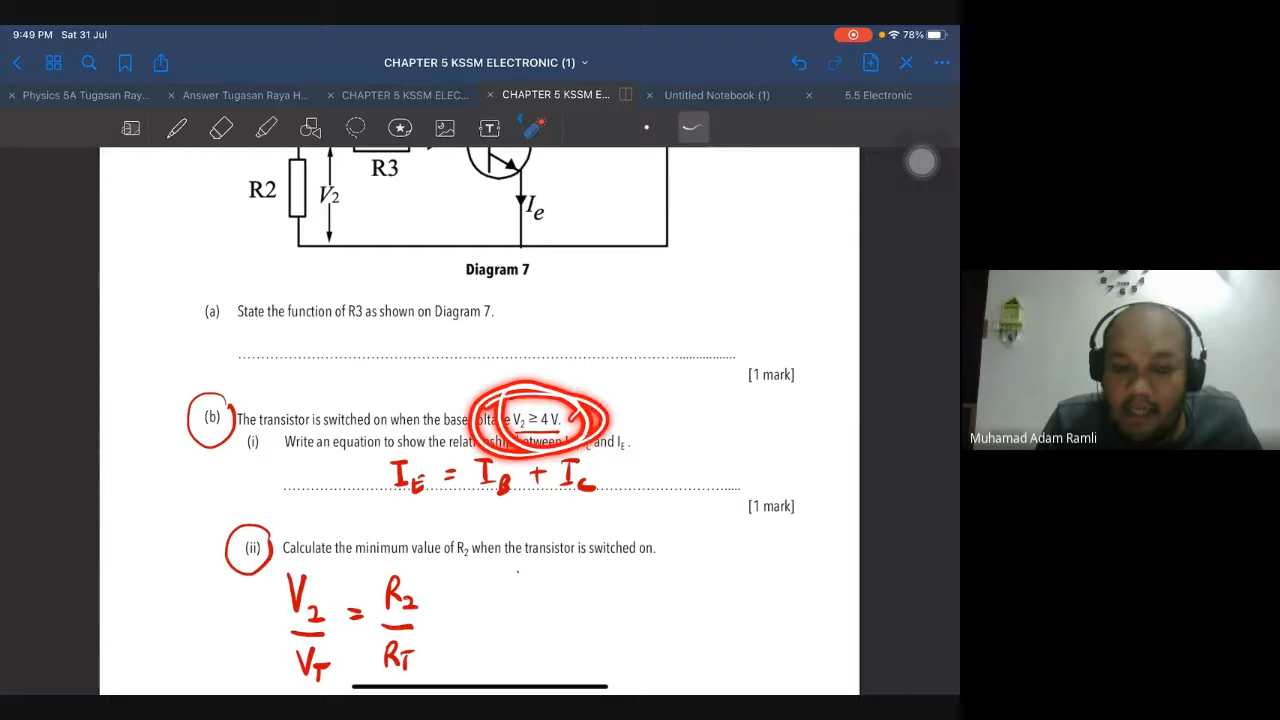 9:49 PM Sat 31 Jul
78%
CHAPTER 5 KSSM ELECTRONIC (1)
Physics 5A Tugasan Ray...
Answer Tugasan Raya H...
CHAPTER 5 KSSM ELEC...
CHAPTER 5 KSSM E...
Untitled Notebook (1)
5.5 Electronic
R3
R2
V2
Ie
Diagram 7
(a) State the function of R3 as shown on Diagram 7.
[1 mark]
(b) The transistor is switched on when the base voltage V2 ≥ 4 V.
(i) Write an equation to show the relationship between and IE .
IE = IB + IC
[1 mark]
(ii) Calculate the minimum value of R2 when the transistor is switched on.
V2 = R2
VT RT
Muhamad Adam Ramli